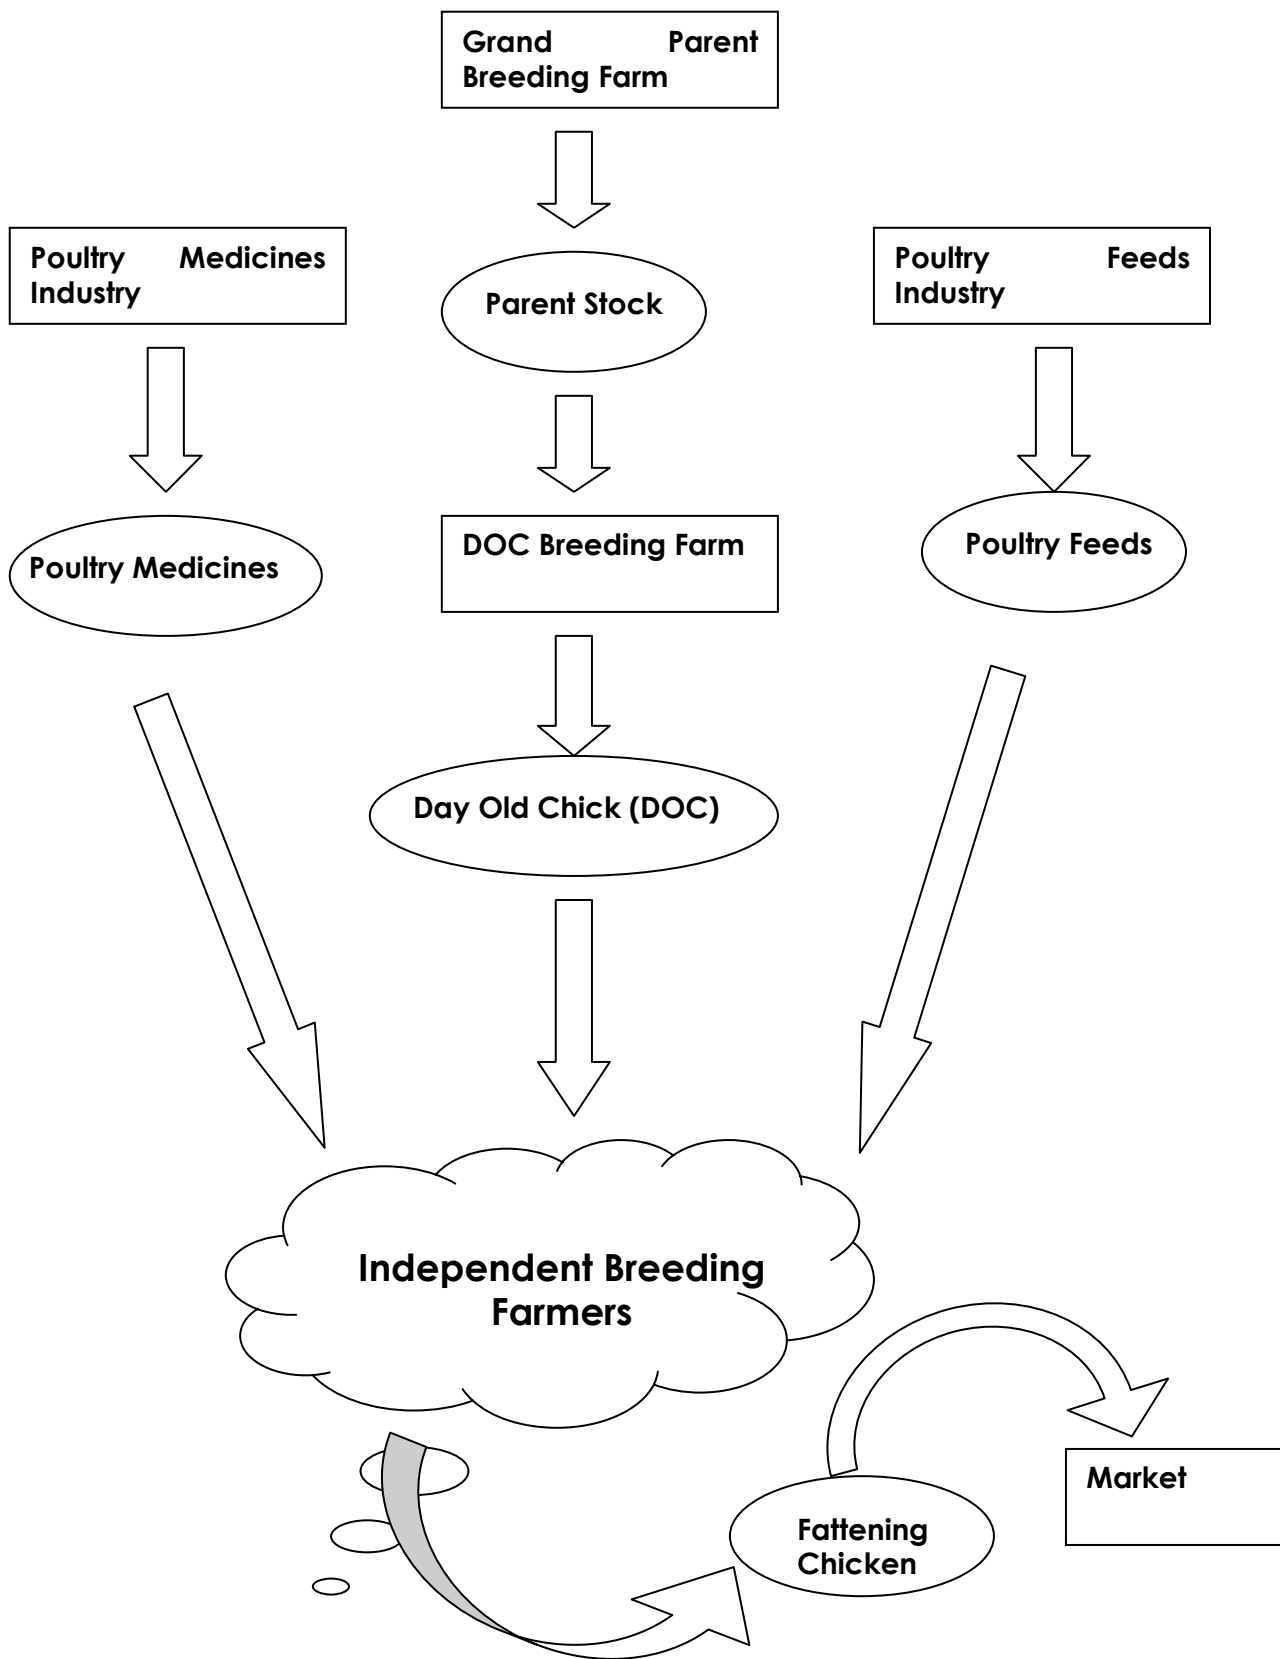 Grand Parent
Breeding Farm
Poultry Medicines
Industry
Parent Stock
Poultry Feeds
Industry
Poultry Medicines
DOC Breeding Farm
Poultry Feeds
Day Old Chick (DOC)
Independent Breeding
Farmers
Market
Fattening
Chicken